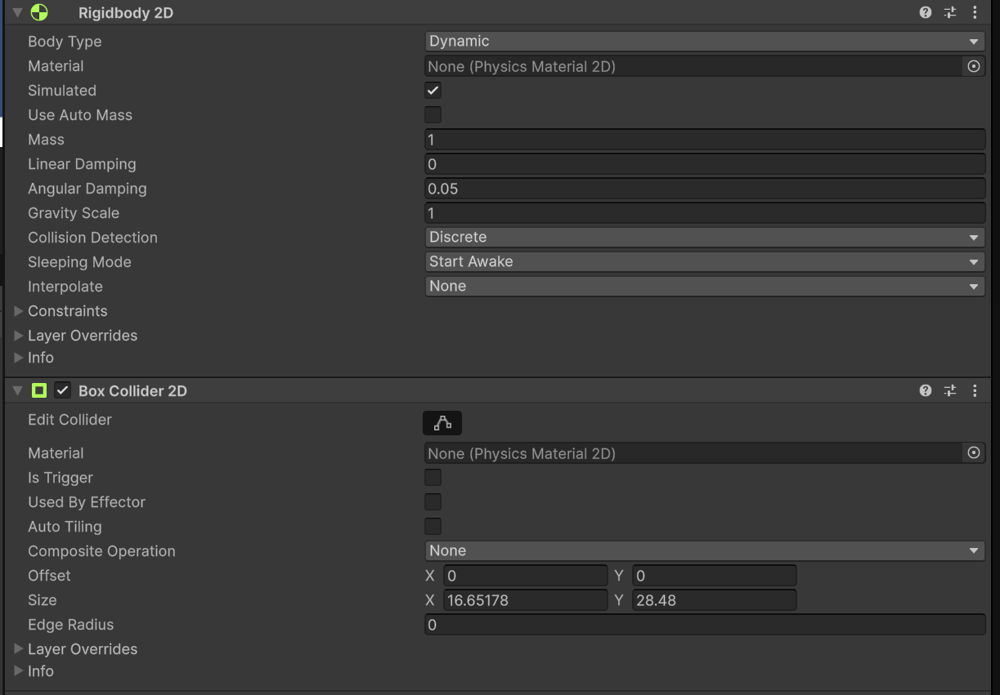 Rigidbody 2D
Body Type Dynamic
Material None (Physics Material 2D)
Simulated
Use Auto Mass
Mass 1
Linear Damping 0
Angular Damping 0.05
Gravity Scale 1
Collision Detection Discrete
Sleeping Mode Start Awake
Interpolate None
Constraints
Layer Overrides
Info
Box Collider 2D
Edit Collider
Material None (Physics Material 2D)
Is Trigger
Used By Effector
Auto Tiling
Composite Operation None
Offset X 0 Y 0
Size X 16.65178 Y 28.48
Edge Radius 0
Layer Overrides
Info